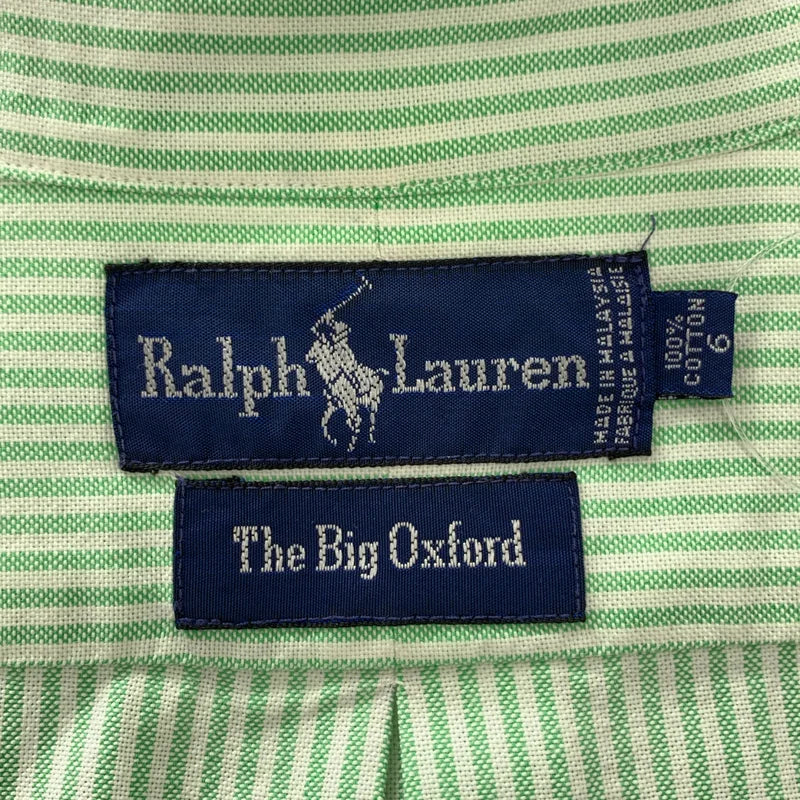 Ralph Lauren
MADE IN MALAYSIA
FABRIQUE A MALAISIE
100%
COTTON
6
The Big Oxford